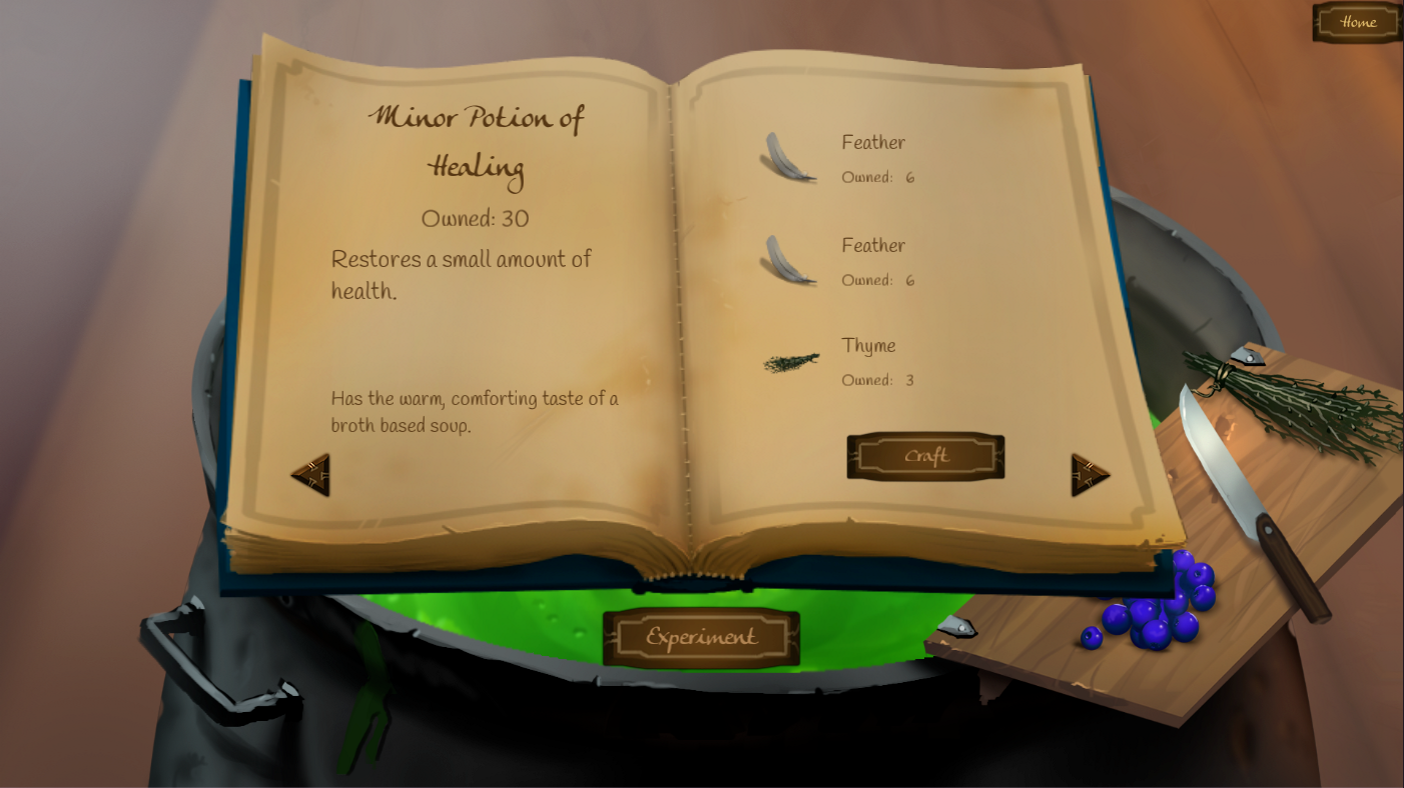 Home
Minor Potion of
Healing
Owned: 30
Restores a small amount of
health.
Has the warm, comforting taste of a
broth based soup.
Feather
Owned: 6
Feather
Owned: 6
Thyme
Owned: 3
Craft
Experiment